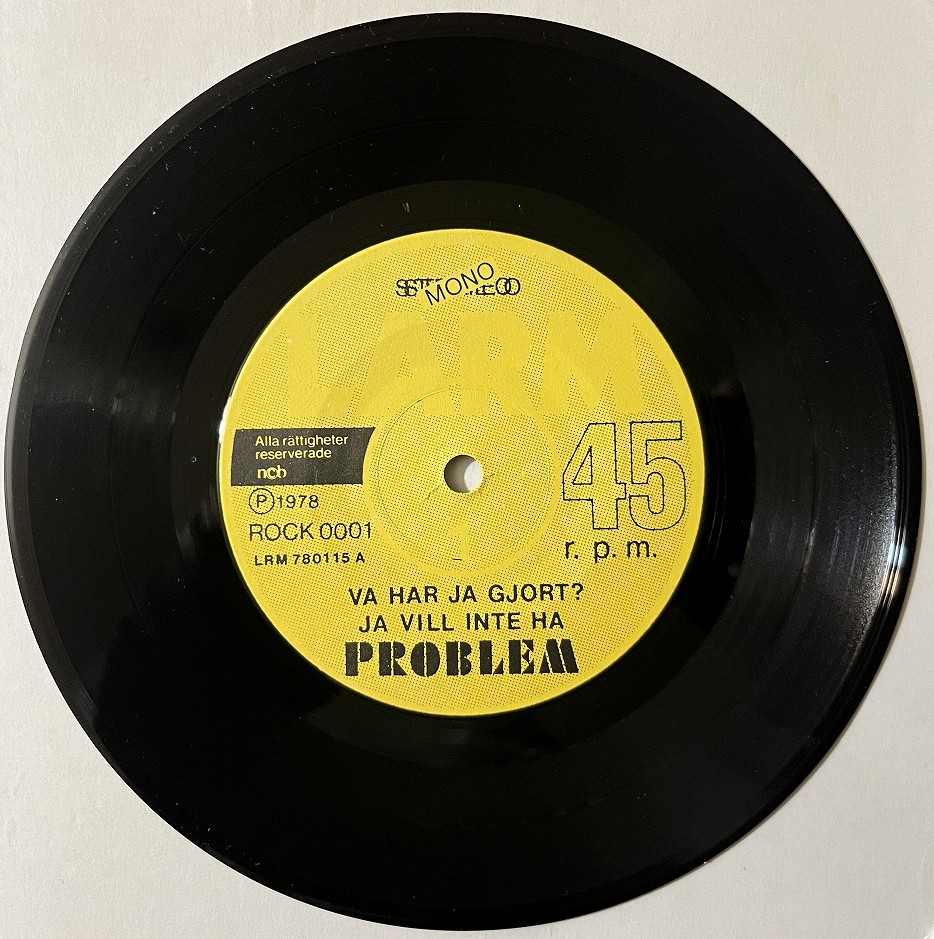 MONO
STEREO
LARM
Alla rättigheter
reserverade
ncb
45
r. p. m.
Ⓟ 1978
ROCK 0001
LRM 780115 A
VA HAR JA GJORT?
JA VILL INTE HA
PROBLEM